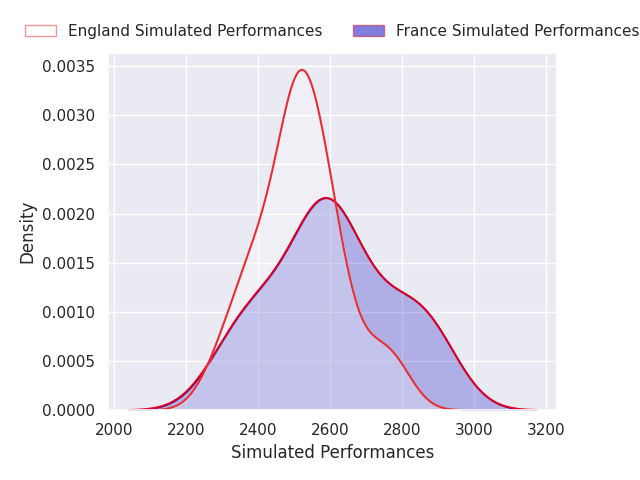 England Simulated Performances
France Simulated Performances
0.0035
0.0030
0.0025
0.0020
0.0015
0.0010
0.0005
0.0000
Density
2000 2200 2400 2600 2800 3000 3200
Simulated Performances